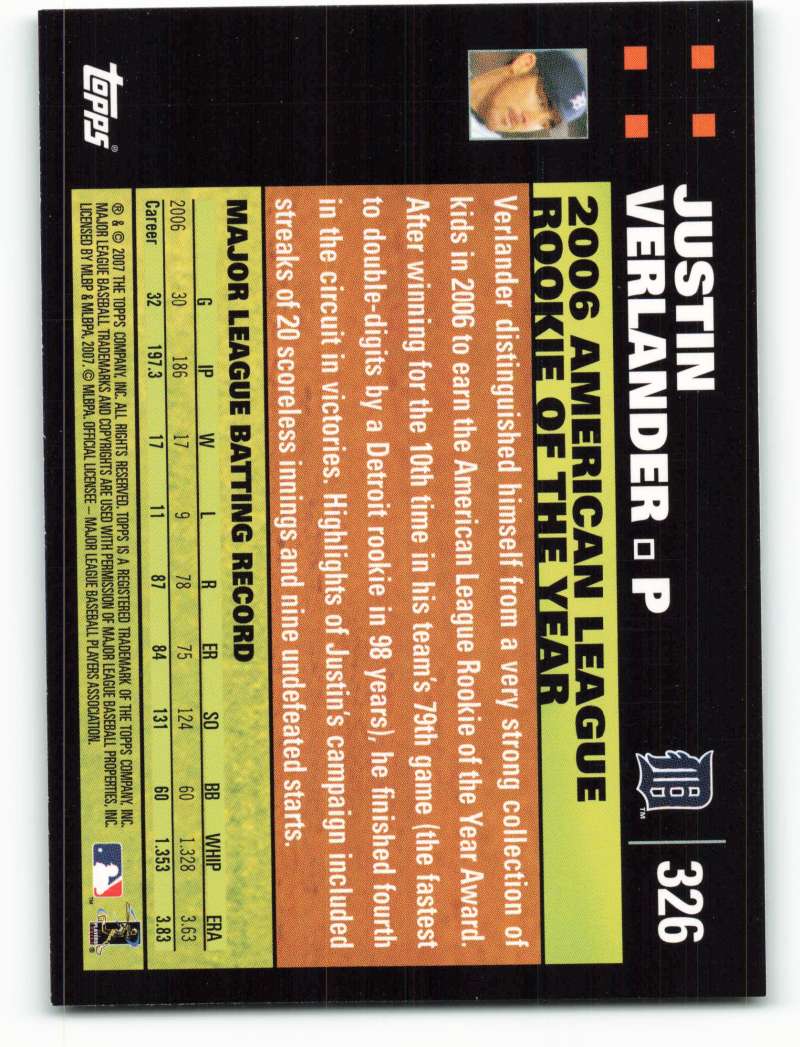 JUSTIN
VERLANDER ▫ P
326
2006 AMERICAN LEAGUE
ROOKIE OF THE YEAR
Verlander distinguished himself from a very strong collection of
kids in 2006 to earn the American League Rookie of the Year Award.
After winning for the 10th time in his team's 79th game (the fastest
to double-digits by a Detroit rookie in 98 years), he finished fourth
in the circuit in victories. Highlights of Justin's campaign included
streaks of 20 scoreless innings and nine undefeated starts.
MAJOR LEAGUE BATTING RECORD
G IP W L R ER SO BB WHIP ERA
2006 30 186 17 9 78 75 124 60 1.328 3.63
Career 32 197.3 17 11 87 84 131 60 1.353 3.83
® & © 2007 THE TOPPS COMPANY, INC. ALL RIGHTS RESERVED. TOPPS IS A REGISTERED TRADEMARK OF THE TOPPS COMPANY, INC.
MAJOR LEAGUE BASEBALL TRADEMARKS AND COPYRIGHTS ARE USED WITH PERMISSION OF MAJOR LEAGUE BASEBALL PROPERTIES, INC.
LICENSED BY MLBP & MLBPA, 2007. © MLBPA. OFFICIAL LICENSEE – MAJOR LEAGUE BASEBALL PLAYERS ASSOCIATION.
topps®